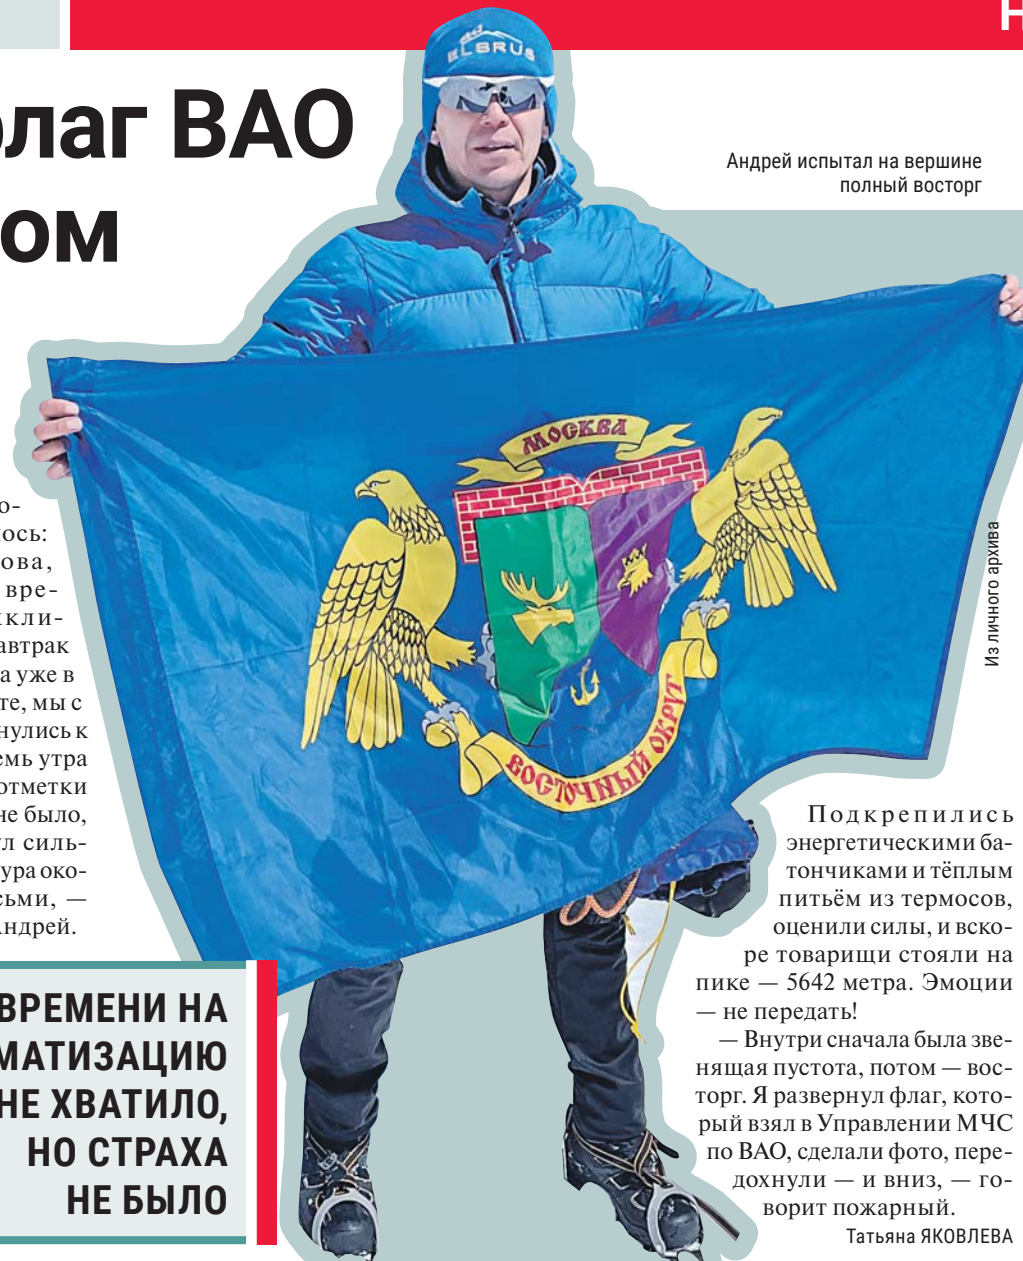 флаг ВАО
ом
ELBRUS
Андрей испытал на вершине
полный восторг
МОСКВА
ВОСТОЧНЫЙ ОКРУГ
Из личного архива
о-
ось:
ова,
вре-
кли-
автрак
а уже в
те, мы с
нулись к
емь утра
отметки
не было,
ул силь-
ура око-
сьми, —
Андрей.
ВРЕМЕНИ НА
МАТИЗАЦИЮ
НЕ ХВАТИЛО,
НО СТРАХА
НЕ БЫЛО
Подкрепились
энергетическими ба-
тончиками и тёплым
питьём из термосов,
оценили силы, и вско-
ре товарищи стояли на
пике — 5642 метра. Эмоции
— не передать!
— Внутри сначала была зве-
нящая пустота, потом — вос-
торг. Я развернул флаг, кото-
рый взял в Управлении МЧС
по ВАО, сделали фото, пере-
дохнули — и вниз, — го-
ворит пожарный.
Татьяна ЯКОВЛЕВА